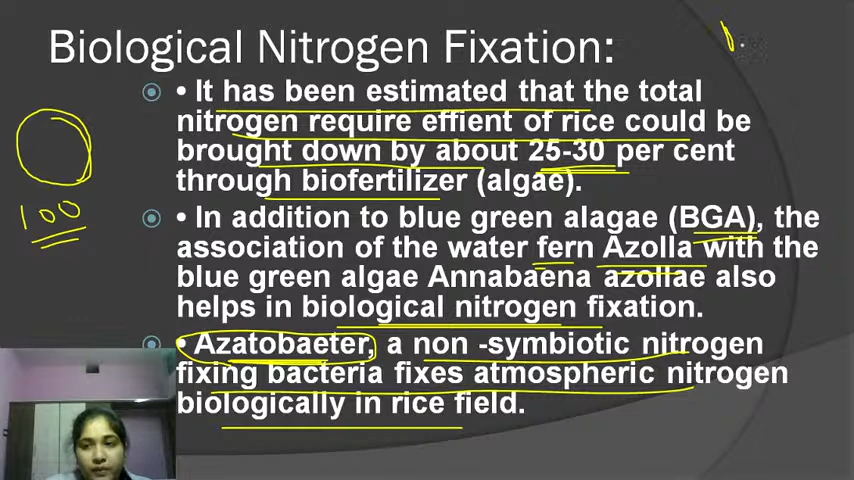 Biological Nitrogen Fixation:
• It has been estimated that the total
nitrogen require effient of rice could be
brought down by about 25-30 per cent
through biofertilizer (algae).
• In addition to blue green alagae (BGA), the
association of the water fern Azolla with the
blue green algae Annabaena azollae also
helps in biological nitrogen fixation.
• Azatobaeter, a non -symbiotic nitrogen
fixing bacteria fixes atmospheric nitrogen
biologically in rice field.
100